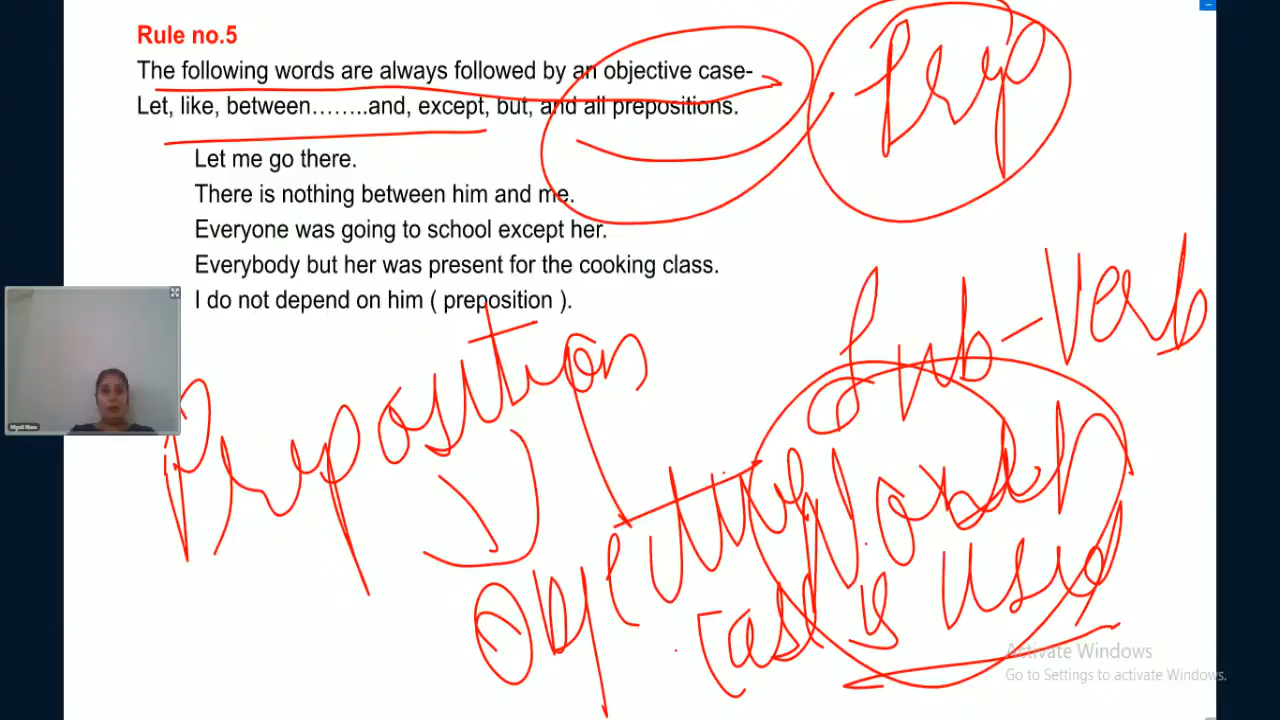 Rule no.5
The following words are always followed by an objective case-
Let, like, between........and, except, but, and all prepositions.
Let me go there.
There is nothing between him and me.
Everyone was going to school except her.
Everybody but her was present for the cooking class.
I do not depend on him ( preposition ).
Prep
Sub-Verb
Preposition
Objective
Case is used
Activate Windows
Go to Settings to activate Windows.